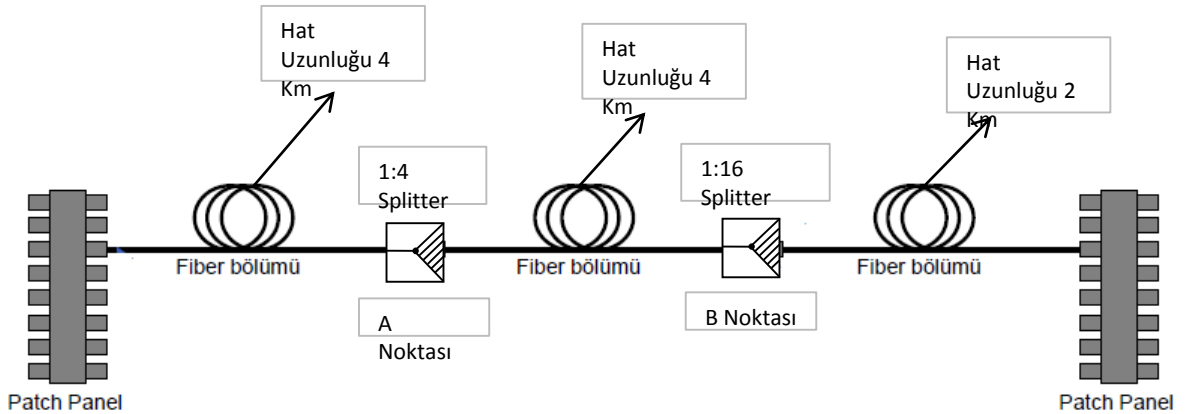 Hat
Uzunluğu 4
Km
Hat
Uzunluğu 4
Km
Hat
Uzunluğu 2
Km
1:4
Splitter
1:16
Splitter
Fiber bölümü
Fiber bölümü
Fiber bölümü
A
Noktası
B Noktası
Patch Panel
Patch Panel